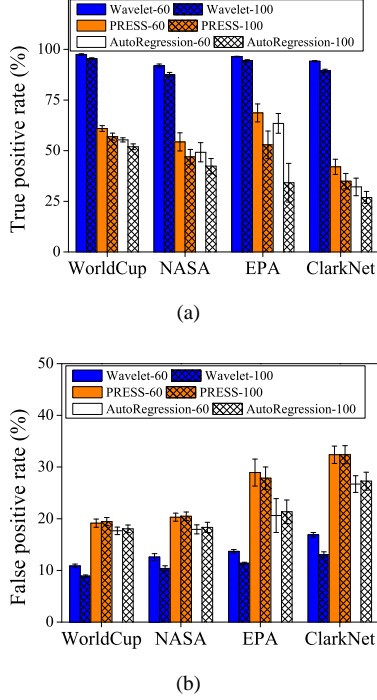 Wavelet-60 Wavelet-100
PRESS-60 PRESS-100
AutoRegression-60 AutoRegression-100
True positive rate (%)
100
75
50
25
0
WorldCup NASA EPA ClarkNet
(a)
50
Wavelet-60 Wavelet-100
PRESS-60 PRESS-100
AutoRegression-60 AutoRegression-100
False positive rate (%)
40
30
20
10
0
WorldCup NASA EPA ClarkNet
(b)